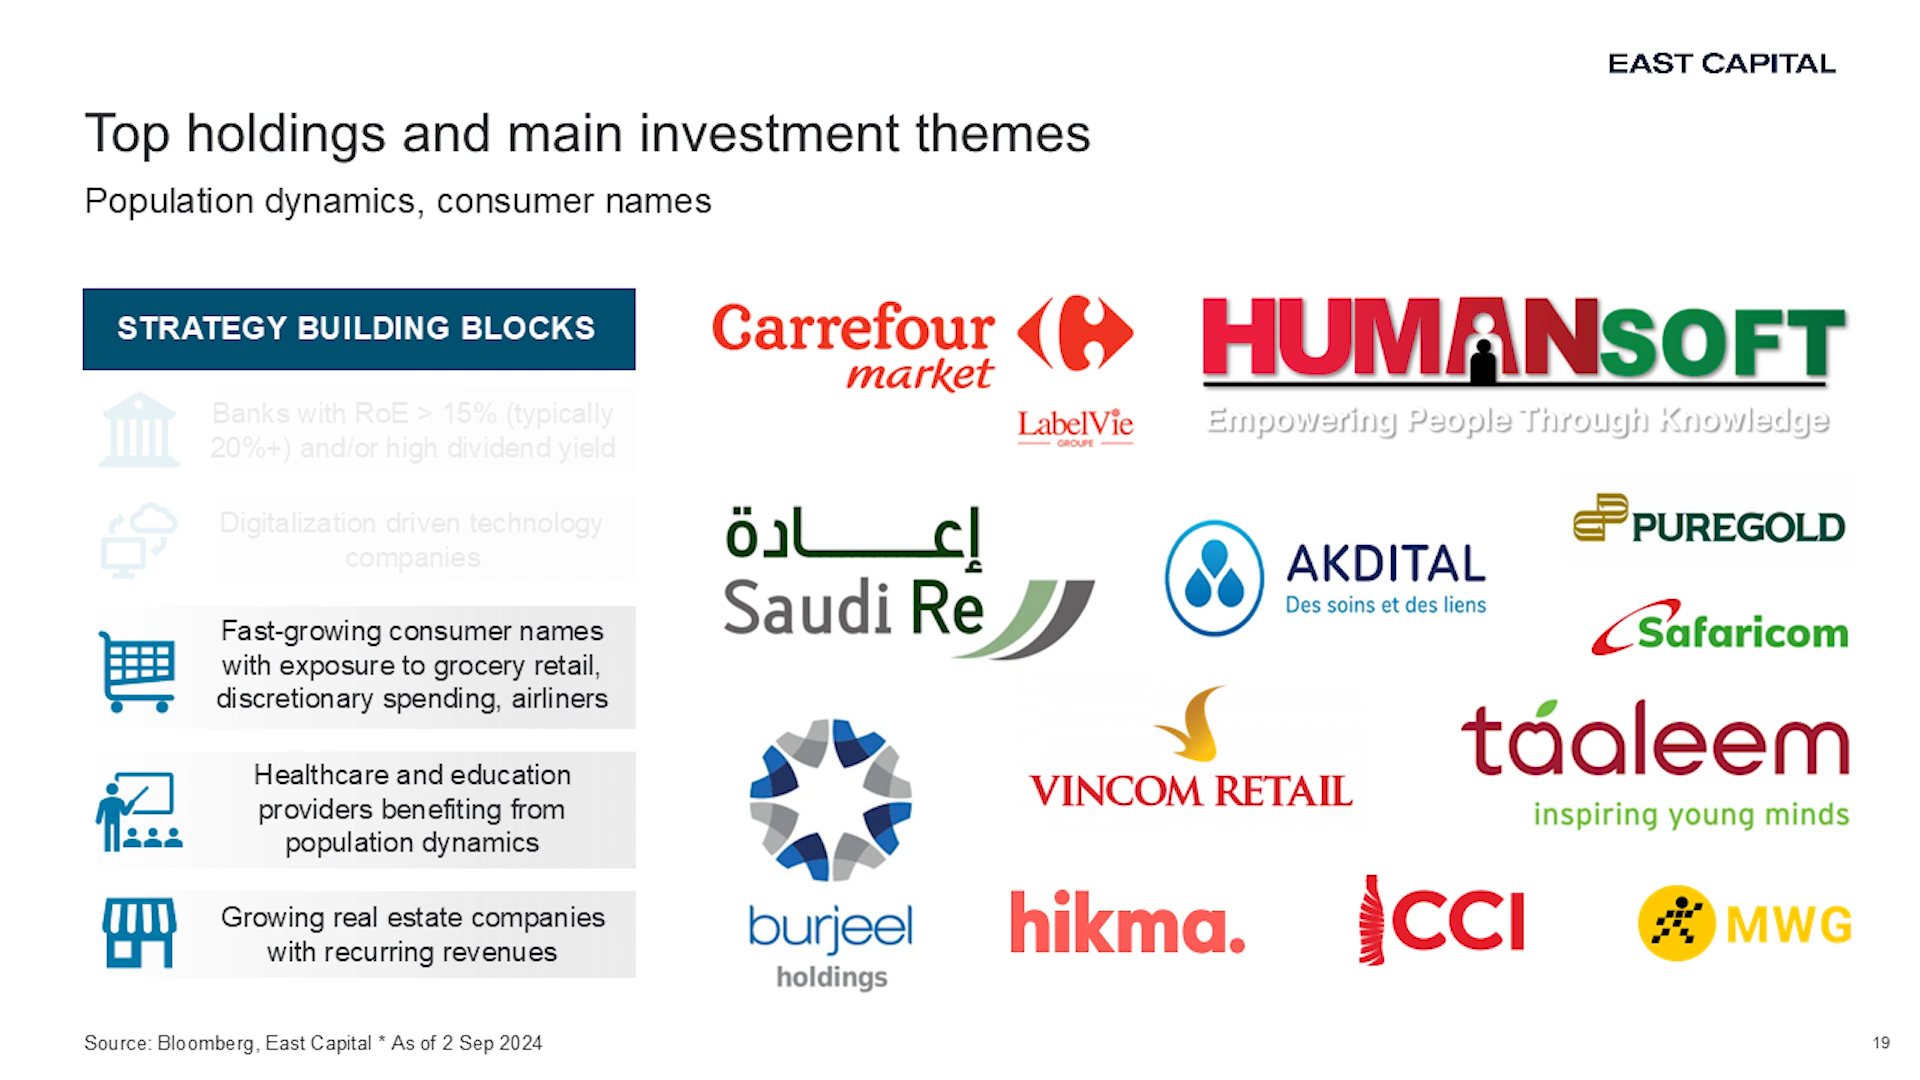 EAST CAPITAL
Top holdings and main investment themes
Population dynamics, consumer names
STRATEGY BUILDING BLOCKS
Banks with RoE > 15% (typically
20%+) and/or high dividend yield
Digitalization driven technology
companies
Fast-growing consumer names
with exposure to grocery retail,
discretionary spending, airliners
Healthcare and education
providers benefiting from
population dynamics
Growing real estate companies
with recurring revenues
Carrefour
market
LabelVie
GROUPE
HUMANSOFT
Empowering People Through Knowledge
إعـــــادة
Saudi Re
AKDITAL
Des soins et des liens
PUREGOLD
Safaricom
burjeel
holdings
VINCOM RETAIL
taaleem
inspiring young minds
hikma.
CCI
MWG
Source: Bloomberg, East Capital * As of 2 Sep 2024
19